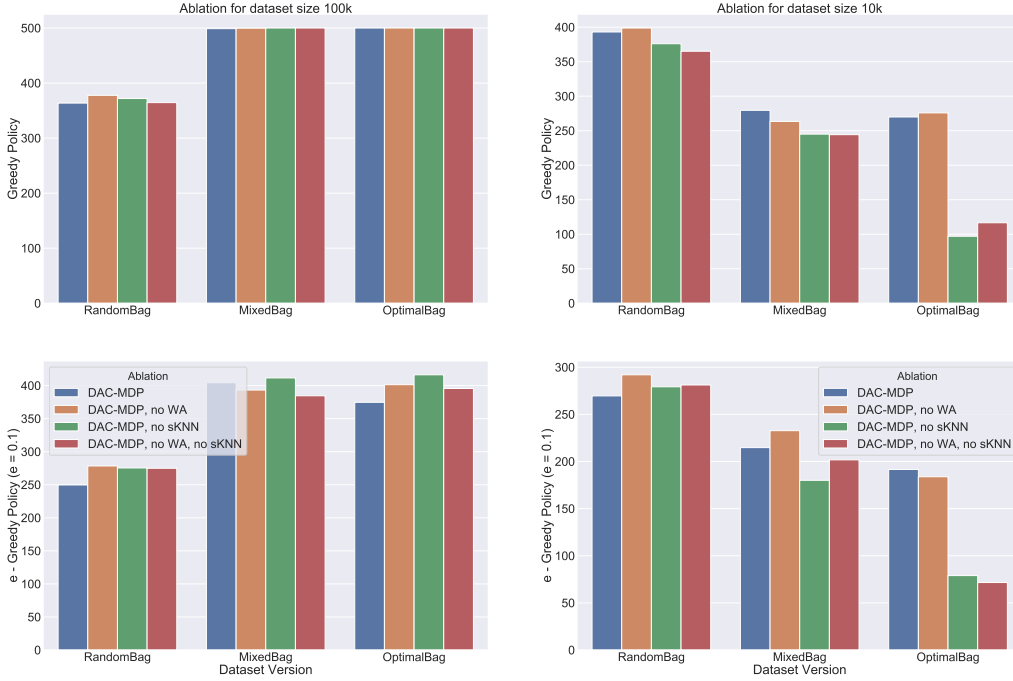 Ablation for dataset size 100k
Greedy Policy
500
400
300
200
100
0
RandomBag
MixedBag
OptimalBag
Ablation for dataset size 10k
Greedy Policy
400
350
300
250
200
150
100
50
0
RandomBag
MixedBag
OptimalBag
e - Greedy Policy (e = 0.1)
400
350
300
250
200
150
100
50
0
Ablation
DAC-MDP
DAC-MDP, no WA
DAC-MDP, no sKNN
DAC-MDP, no WA, no sKNN
RandomBag
MixedBag
OptimalBag
Dataset Version
e - Greedy Policy (e = 0.1)
300
250
200
150
100
50
0
Ablation
DAC-MDP
DAC-MDP, no WA
DAC-MDP, no sKNN
DAC-MDP, no WA, no sKNN
RandomBag
MixedBag
OptimalBag
Dataset Version